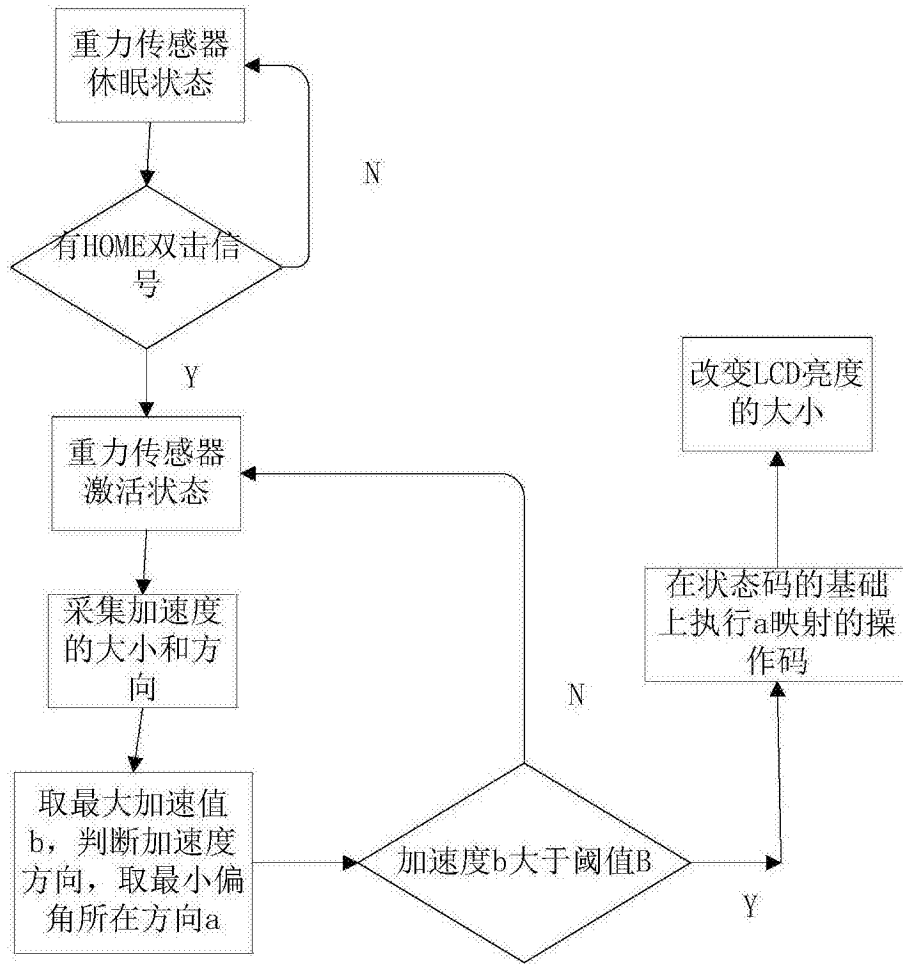 重力传感器
休眠状态
N
有HOME双击信
号
Y
重力传感器
激活状态
采集加速度
的大小和方
向
取最大加速值
b，判断加速度
方向，取最小偏
角所在方向a
N
加速度b大于阈值B
Y
在状态码的基础
上执行a映射的操
作码
改变LCD亮度
的大小